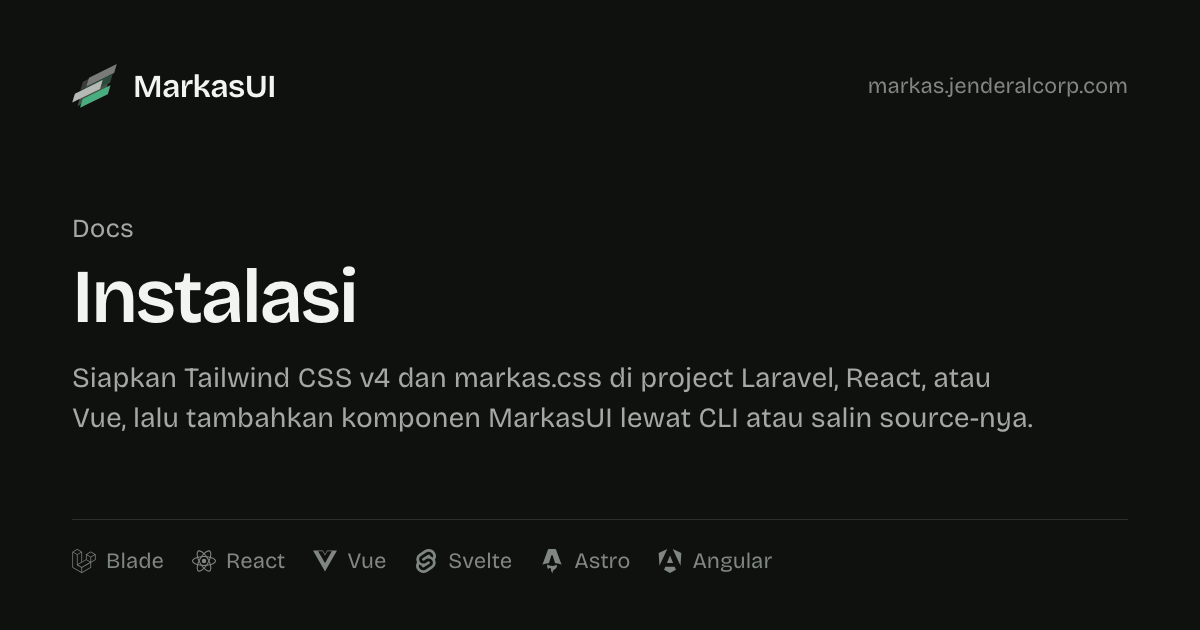 MarkasUI
markas.jenderalcorp.com
Docs
Instalasi
Siapkan Tailwind CSS v4 dan markas.css di project Laravel, React, atau
Vue, lalu tambahkan komponen MarkasUI lewat CLI atau salin source-nya.
Blade React Vue Svelte Astro Angular